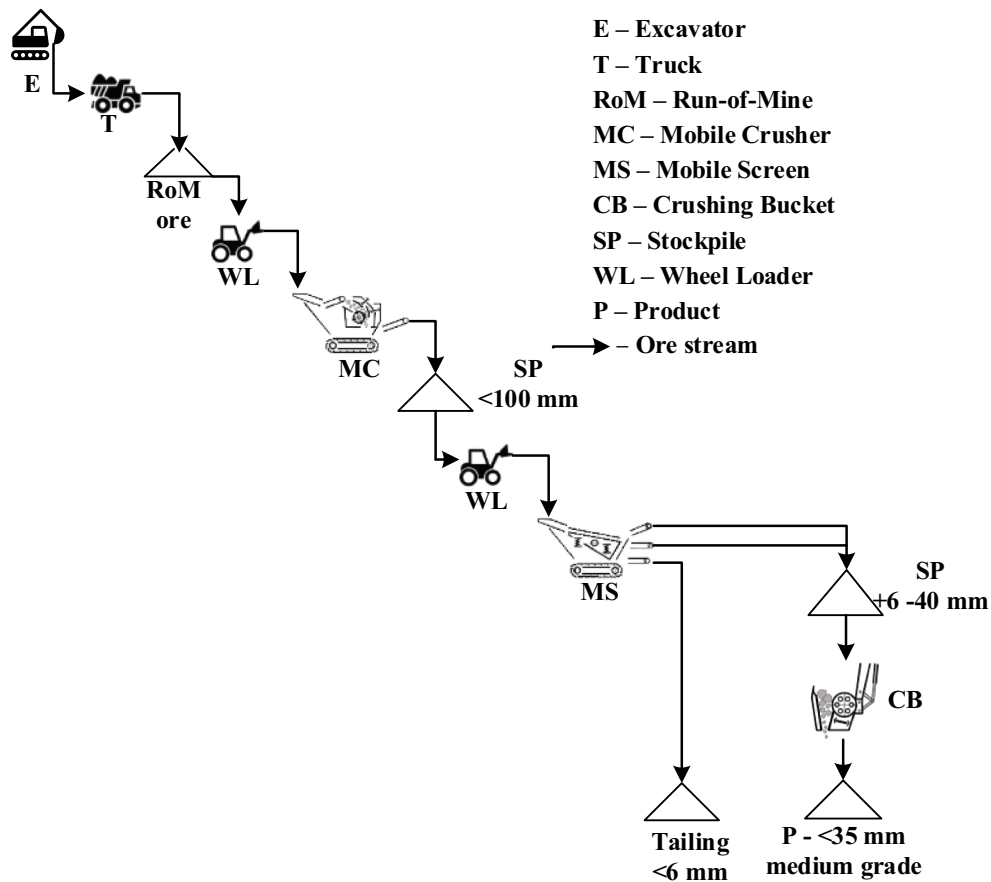 E – Excavator
T – Truck
RoM – Run-of-Mine
MC – Mobile Crusher
MS – Mobile Screen
CB – Crushing Bucket
SP – Stockpile
WL – Wheel Loader
P – Product
– Ore stream
E
T
RoM
ore
WL
MC
SP
<100 mm
WL
MS
SP
+6 -40 mm
CB
Tailing
<6 mm
P - <35 mm
medium grade